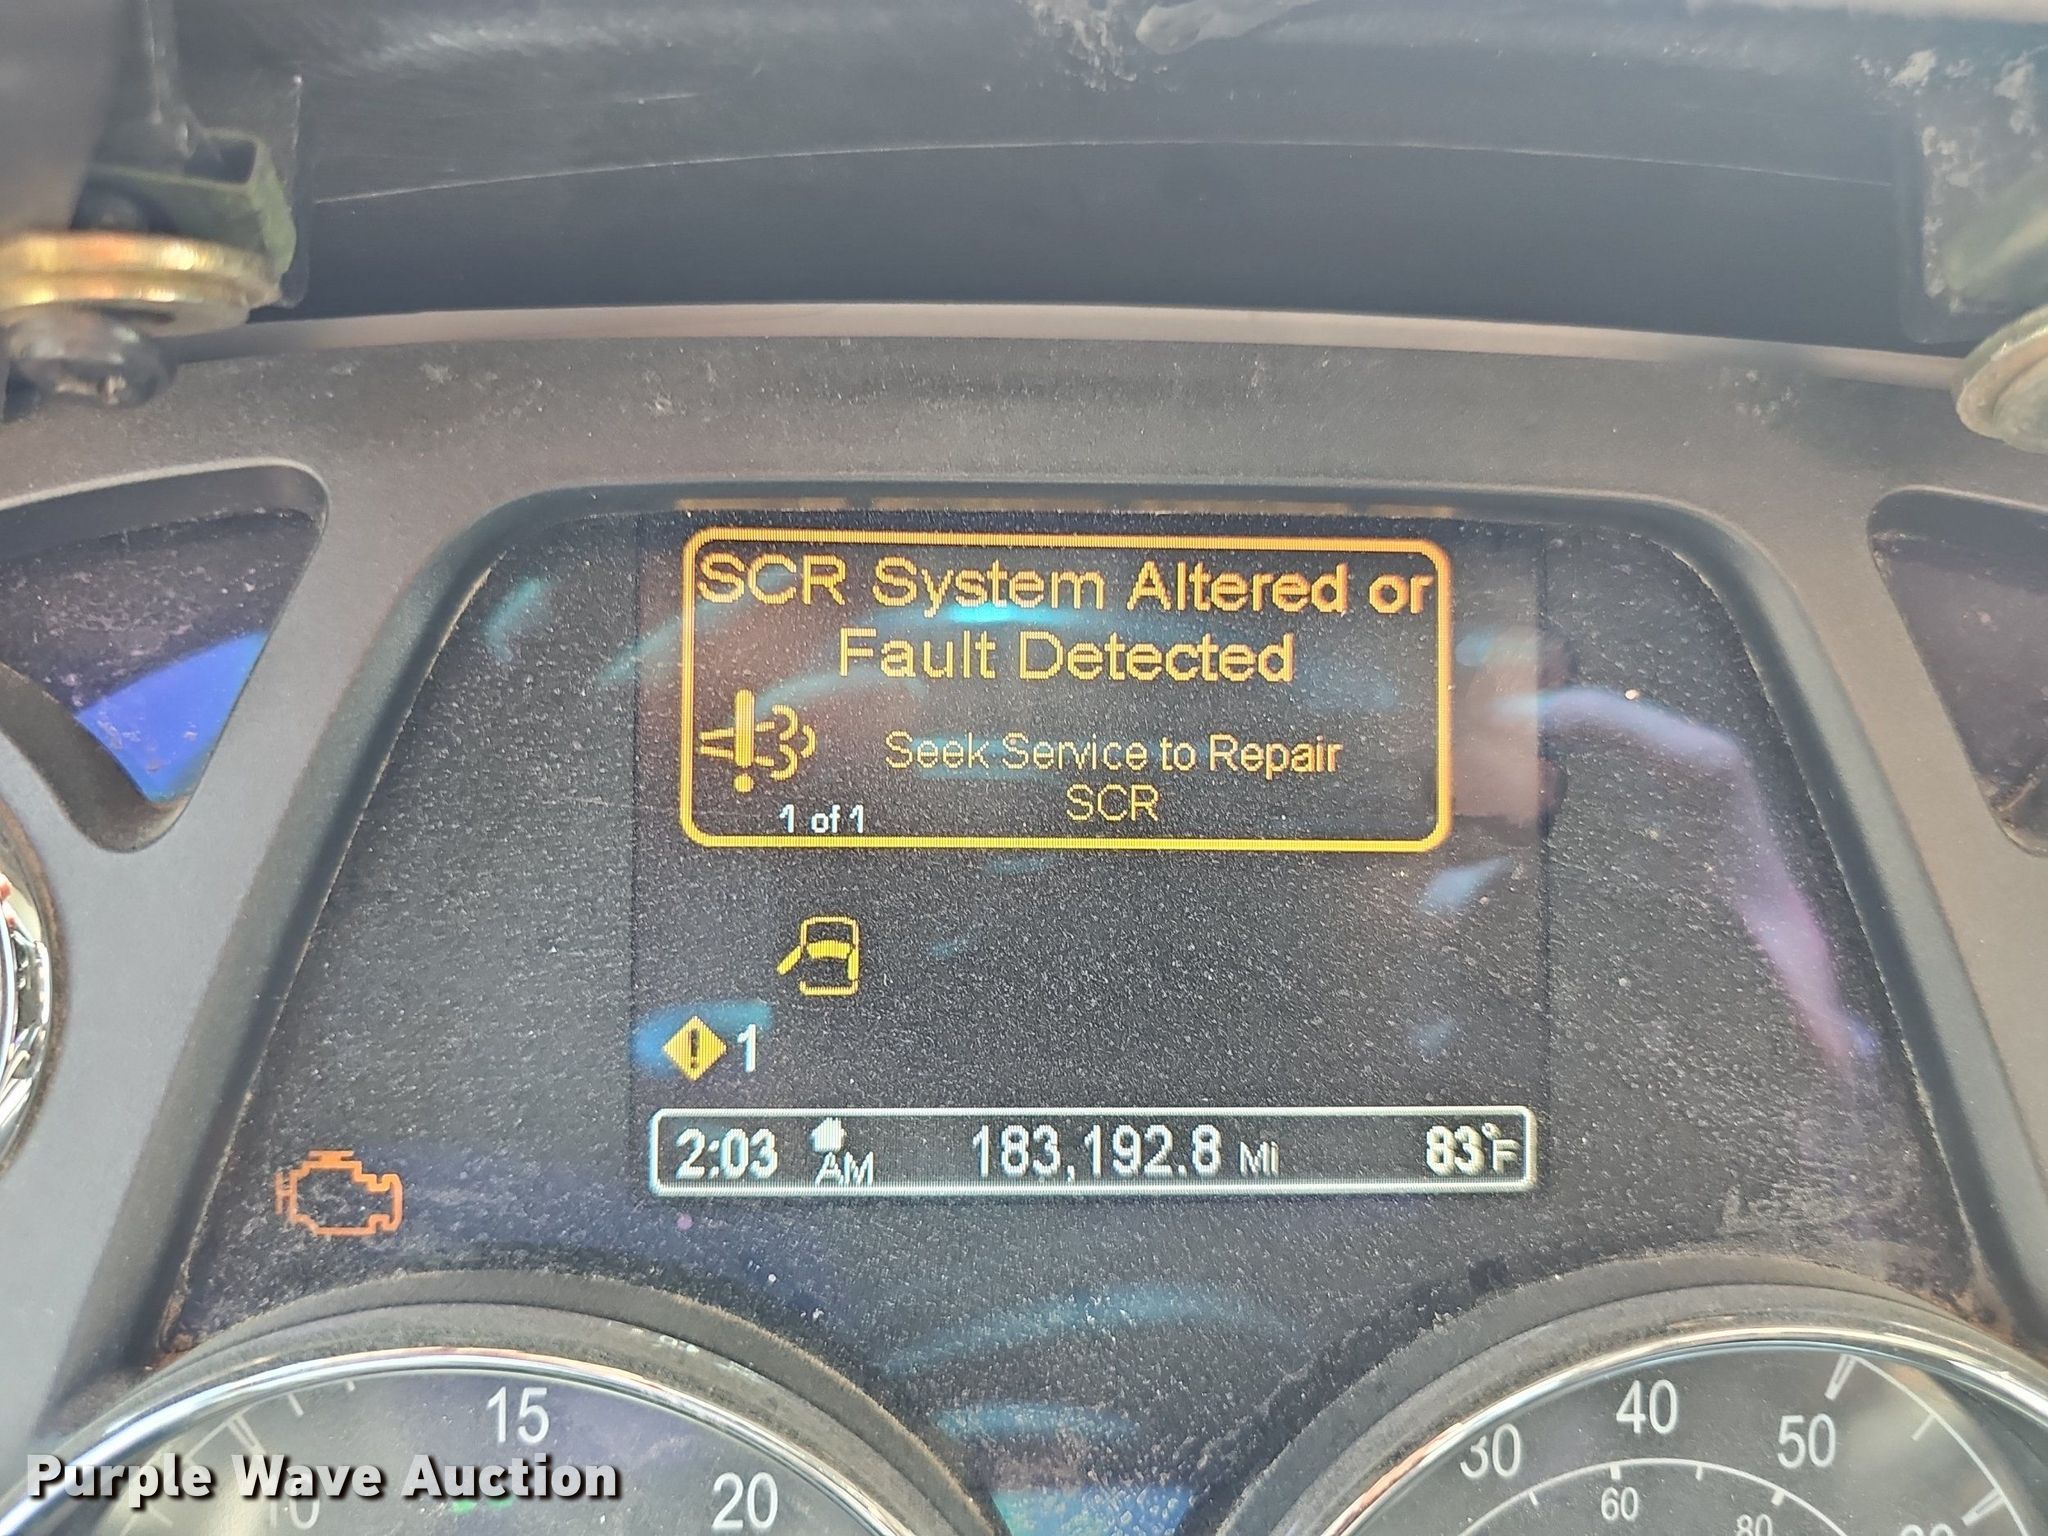 SCR System Altered or
Fault Detected
Seek Service to Repair
SCR
1 of 1
1
2:03 AM 183,192.8 Mi 83°F
15
10
20
30
40
50
60
80
Purple Wave Auction